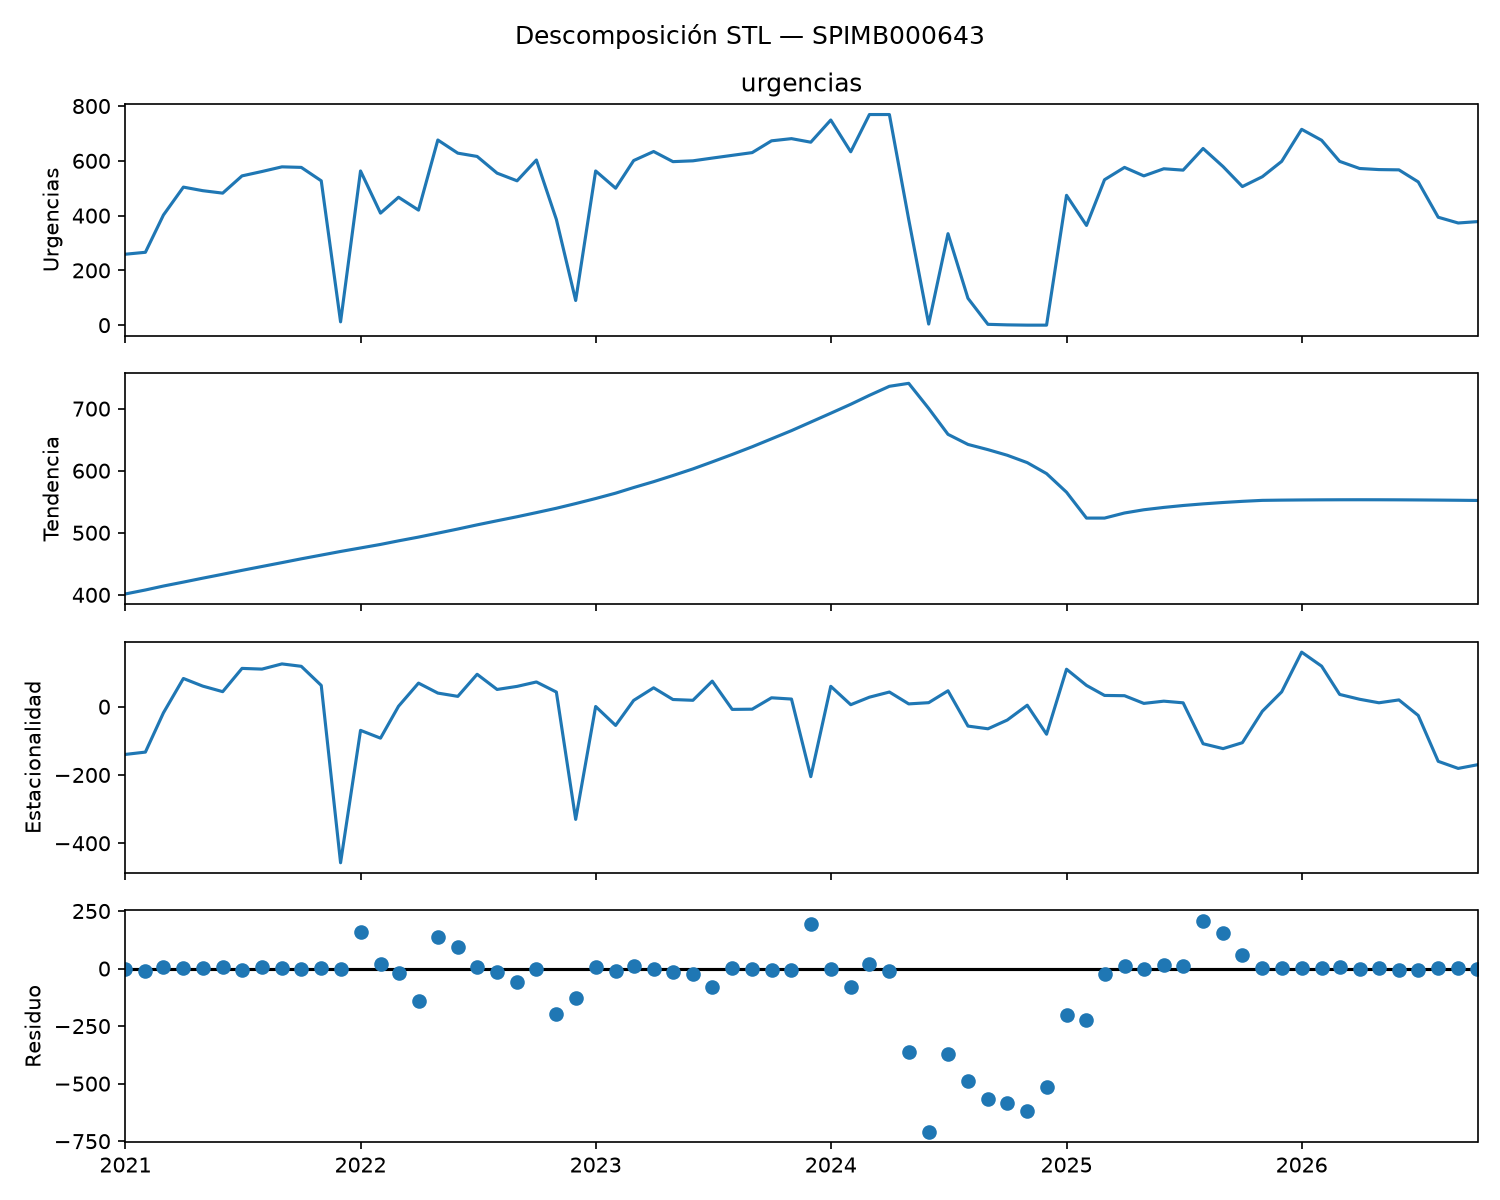 Descomposición STL — SPIMB000643
urgencias
Urgencias
800
600
400
200
0
Tendencia
700
600
500
400
Estacionalidad
0
−200
−400
Residuo
250
0
−250
−500
−750
2021 2022 2023 2024 2025 2026